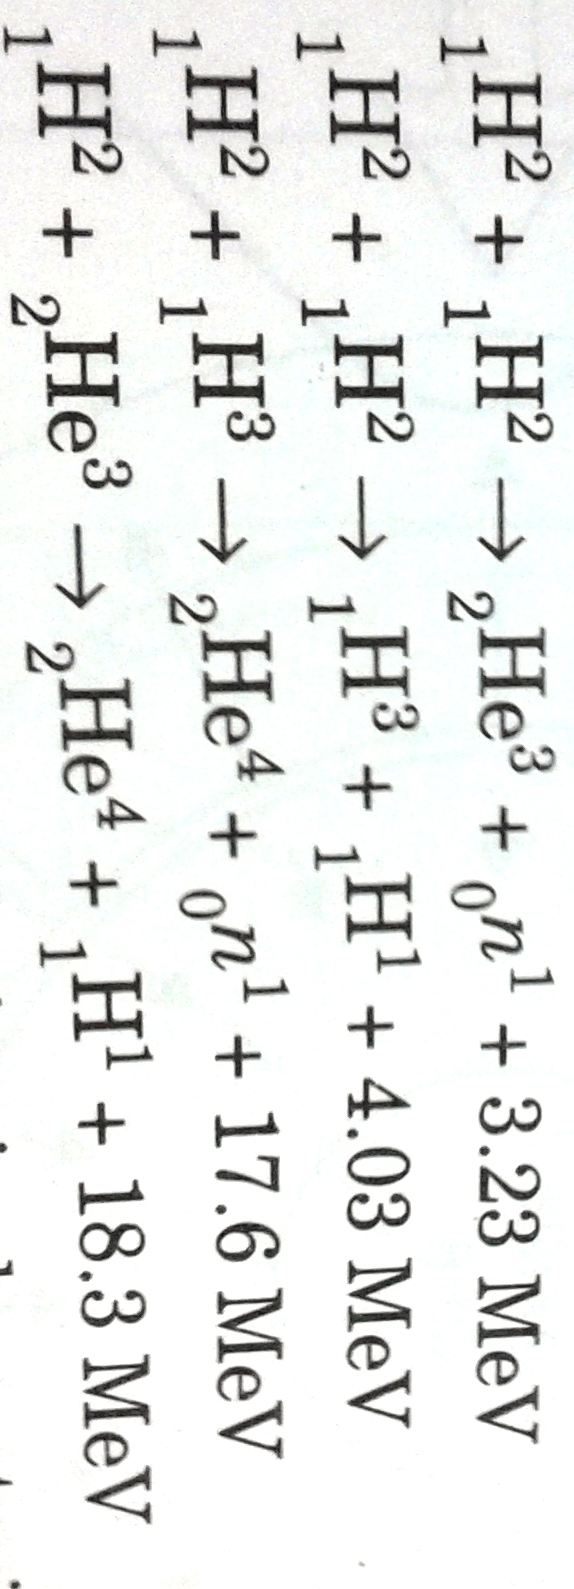 ₁H² + ₁H² → ₂He³ + ₀n¹ + 3.23 MeV
₁H² + ₁H² → ₁H³ + ₁H¹ + 4.03 MeV
₁H² + ₁H³ → ₂He⁴ + ₀n¹ + 17.6 MeV
₁H² + ₂He³ → ₂He⁴ + ₁H¹ + 18.3 MeV